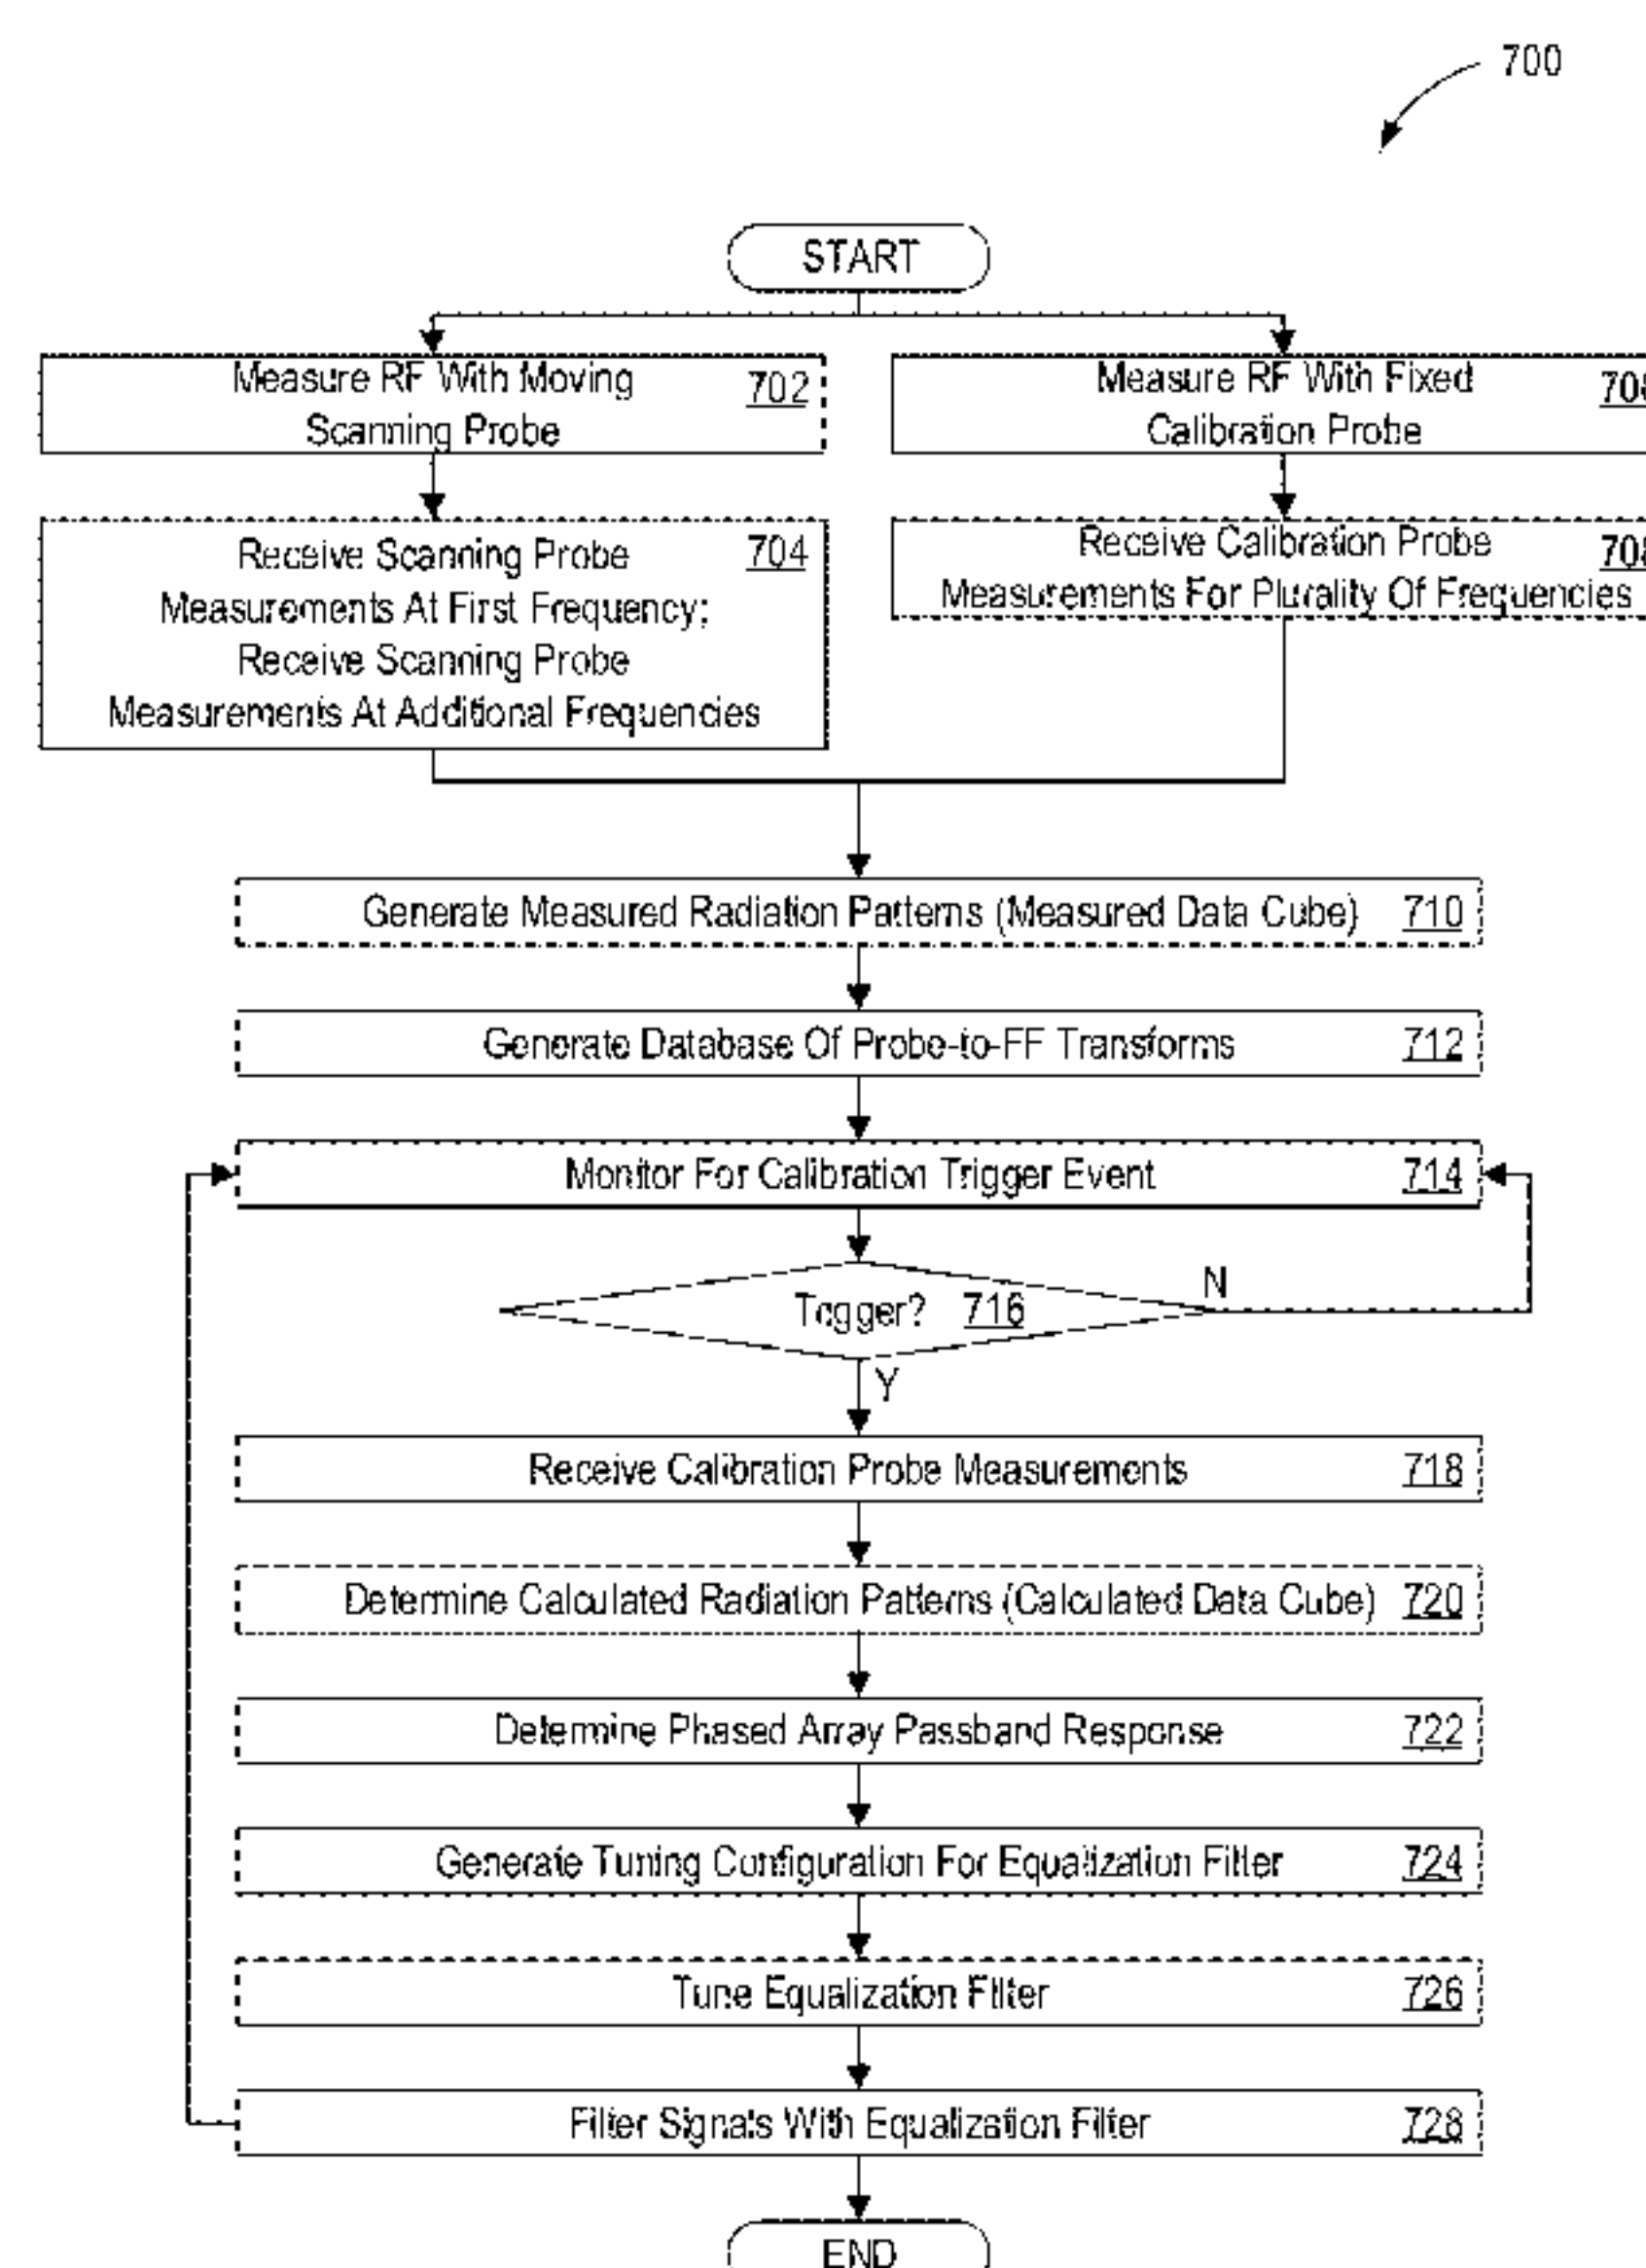 700
START
Measure RF With Moving
Scanning Probe
702
Measure RF With Fixed
Calibration Probe
Receive Scanning Probe
Measurements At First Frequency;
Receive Scanning Probe
Measurements At Additional Frequencies
704
Receive Calibration Probe
Measurements For Plurality Of Frequencies
Generate Measured Radiation Patterns (Measured Data Cube) 710
Generate Database Of Probe-to-FF Transforms 712
Monitor For Calibration Trigger Event 714
Trigger? 716
N
Y
Receive Calibration Probe Measurements 718
Determine Calculated Radiation Patterns (Calculated Data Cube) 720
Determine Phased Array Passband Response 722
Generate Tuning Configuration For Equalization Filter 724
Tune Equalization Filter 726
Filter Signals With Equalization Filter 728
END